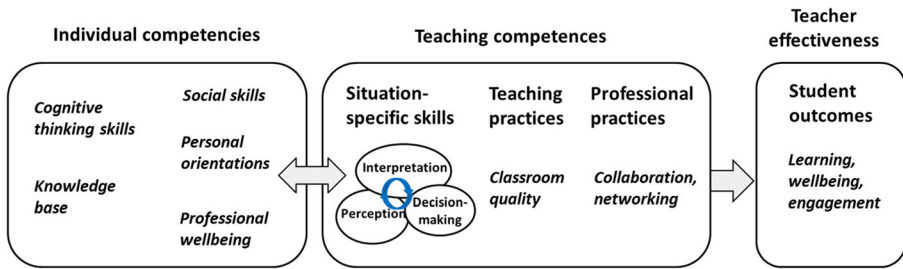 Individual competencies
Cognitive
thinking skills
Knowledge
base
Social skills
Personal
orientations
Professional
wellbeing
Teaching competences
Situation-
specific skills
Interpretation
Perception
Decision-
making
Teaching
practices
Classroom
quality
Professional
practices
Collaboration,
networking
Teacher
effectiveness
Student
outcomes
Learning,
wellbeing,
engagement